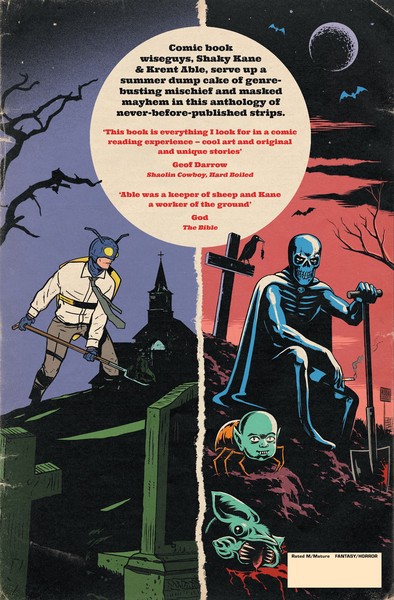 Comic book
wiseguys, Shaky Kane
& Krent Able, serve up a
summer dump cake of genre-
busting mischief and masked
mayhem in this anthology of
never-before-published strips.
‘This book is everything I look for in a comic
reading experience – cool art and original
and unique stories’
Geof Darrow
Shaolin Cowboy, Hard Boiled
‘Able was a keeper of sheep and Kane
a worker of the ground’
God
The Bible
Rated M/Mature FANTASY/HORROR